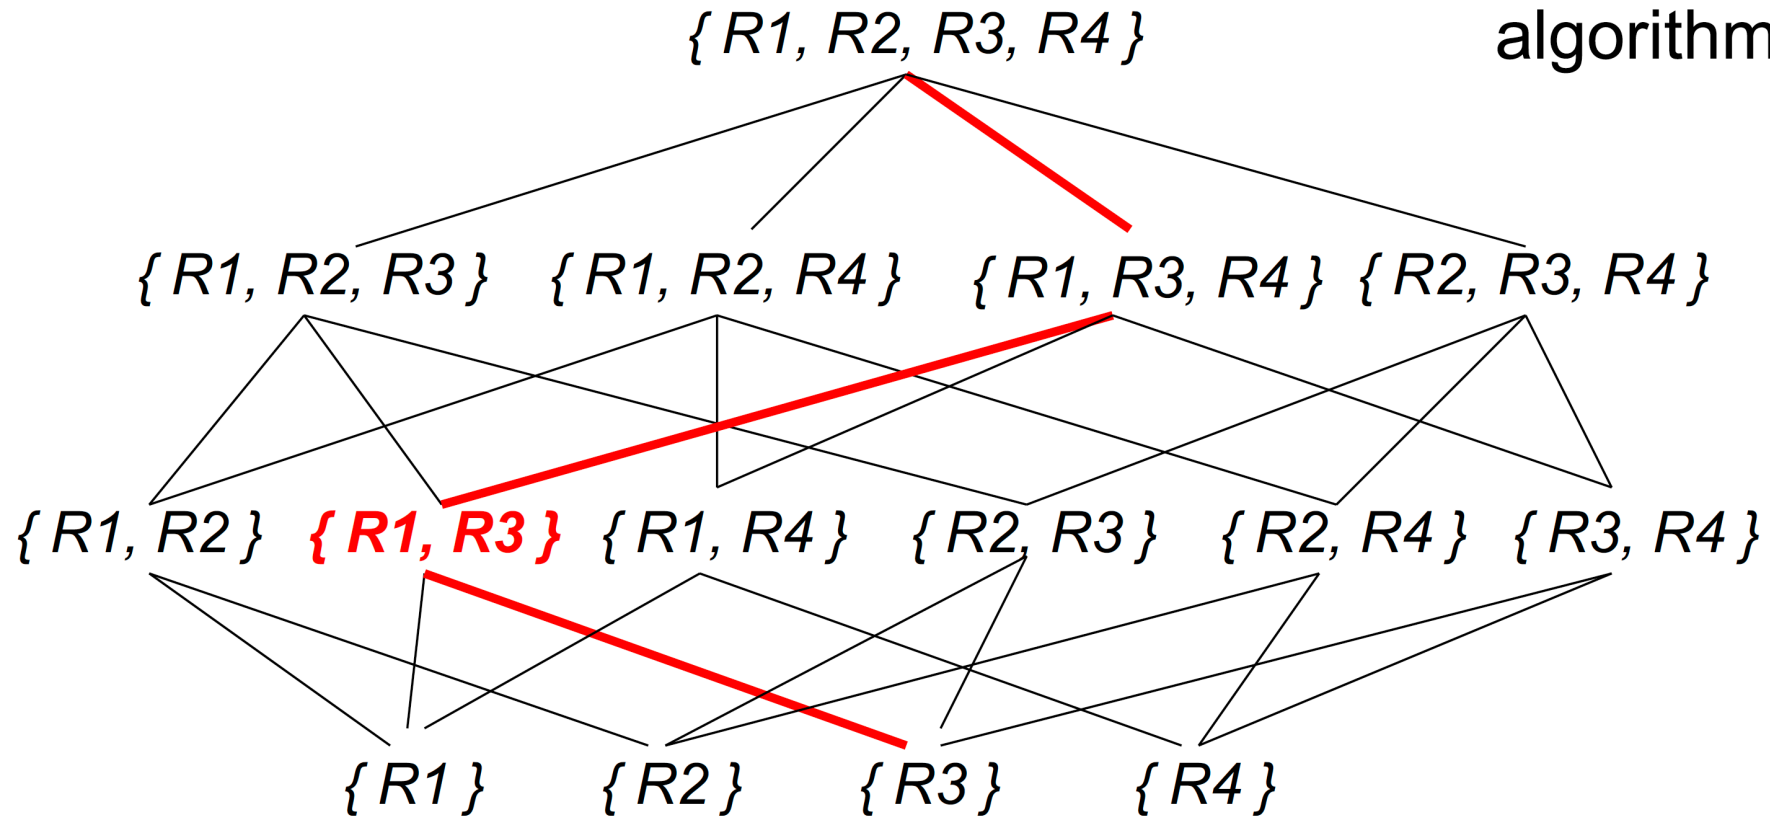 { R1, R2, R3, R4 }
algorithm
{ R1, R2, R3 } { R1, R2, R4 } { R1, R3, R4 } { R2, R3, R4 }
{ R1, R2 } { R1, R3 } { R1, R4 } { R2, R3 } { R2, R4 } { R3, R4 }
{ R1 } { R2 } { R3 } { R4 }